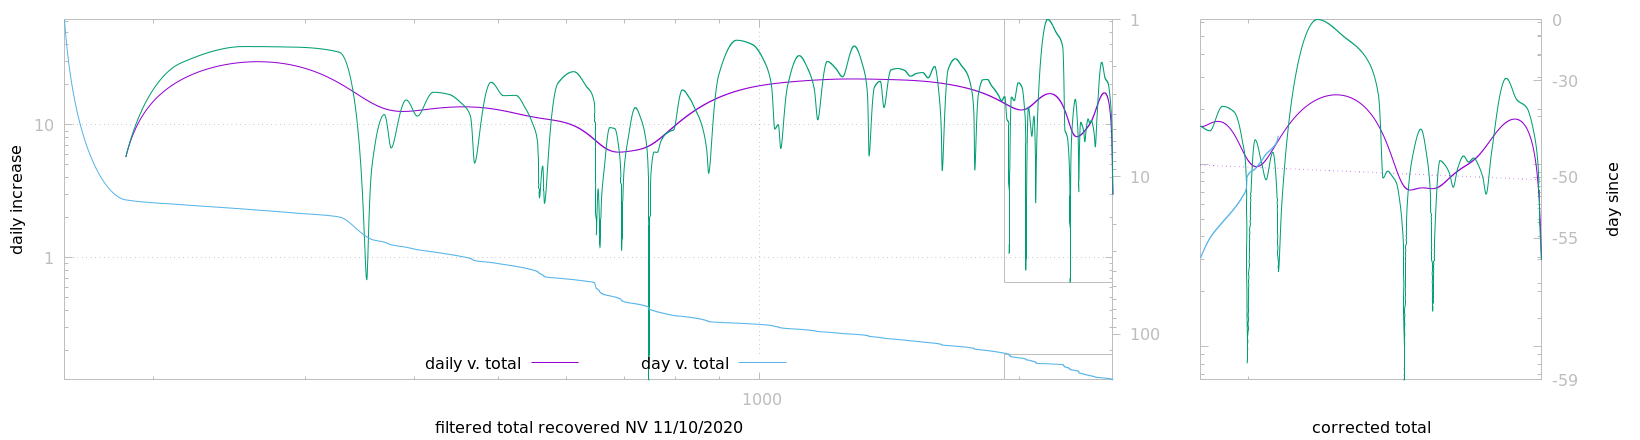 daily increase
10
1
1000
1
10
100
daily v. total
day v. total
filtered total recovered NV 11/10/2020
0
-30
-50
-55
-59
day since
corrected total